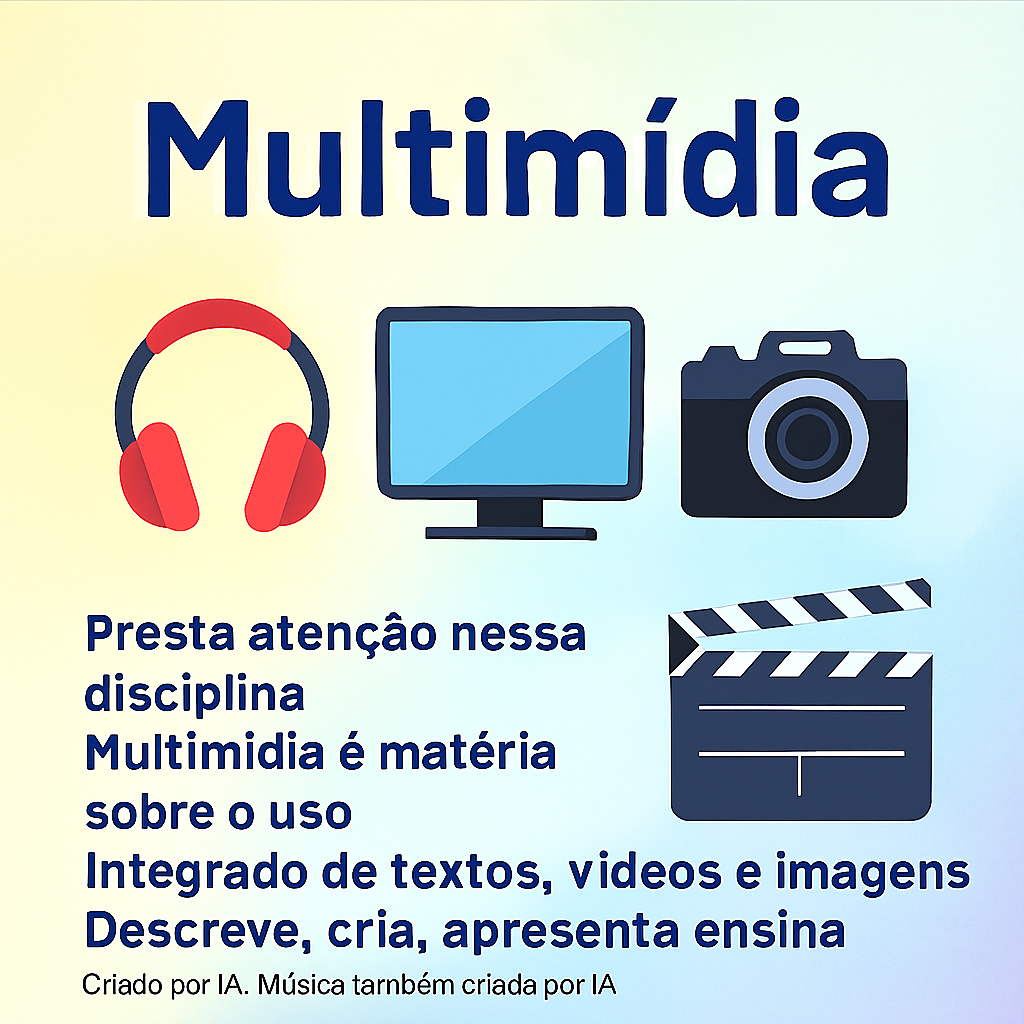 Multimídia
Presta atençâo nessa
disciplina
Multimidia é matéria
sobre o uso
Integrado de textos, videos e imagens
Descreve, cria, apresenta ensina
Criado por IA. Música tarnbém criada por IA